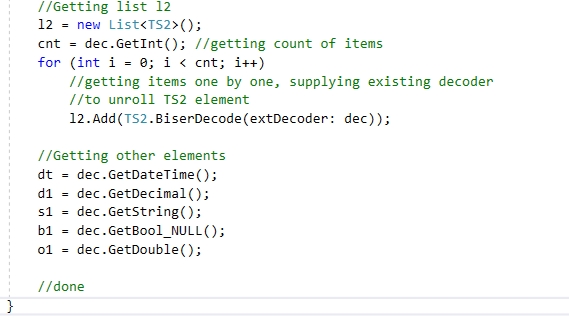 //Getting list l2
l2 = new List<TS2>();
cnt = dec.GetInt(); //getting count of items
for (int i = 0; i < cnt; i++)
//getting items one by one, supplying existing decoder
//to unroll TS2 element
l2.Add(TS2.BiserDecode(extDecoder: dec));
//Getting other elements
dt = dec.GetDateTime();
d1 = dec.GetDecimal();
s1 = dec.GetString();
b1 = dec.GetBool_NULL();
o1 = dec.GetDouble();
//done
}